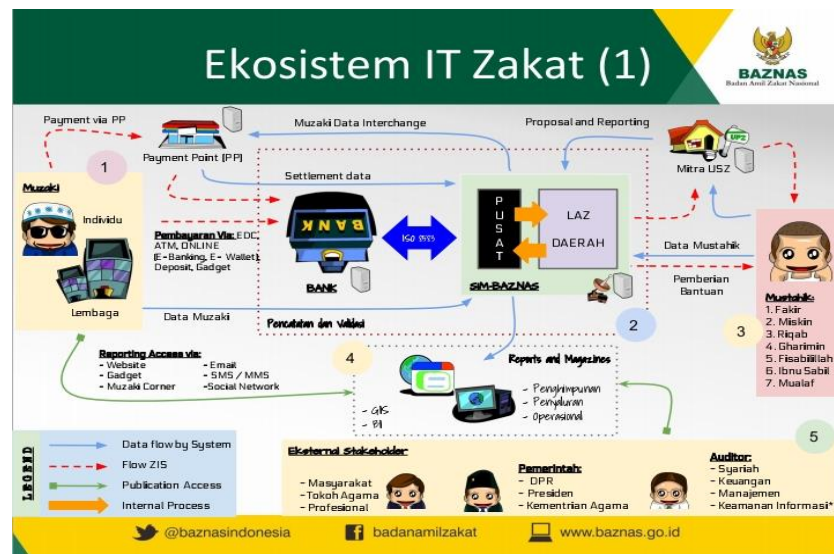 Ekosistem IT Zakat (1)
BAZNAS
Badan Amil Zakat Nasional
Payment via PP
Payment Point (PP)
Muzaki Data Interchange
Proposal and Reporting
UPZ
Mitra USZ
1
Muzaki
Individu
Lembaga
Settlement data
Pembayaran Via: EDC,
ATM, ONLINE
(E-Banking, E-Wallet),
Deposit, Gadget
BANK
BANK
ISO 8583
PUSAT
LAZ
DAERAH
SIM-BAZNAS
Data Mustahik
Pemberian
Bantuan
Data Muzaki
Pencatatan dan Validasi
2
3
Mustahik:
1. Fakir
2. Miskin
3. Riqab
4. Gharimin
5. Fisabilillah
6. Ibnu Sabil
7. Mualaf
Reporting Access via:
- Website
- Gadget
- Muzaki Corner
- Email
- SMS / MMS
-Social Network
4
Reports and Magazines
- GIS
- BI
- Penghimpunan
- Penyaluran
- Operasional
5
LEGEND
Data flow by System
Flow ZIS
Publication Access
Internal Process
Eksternal Stakeholder
- Masyarakat
- Tokoh Agama
- Profesional
Pemerintah:
- DPR
- Presiden
- Kementrian Agama
Auditor:
- Syariah
- Keuangan
- Manajemen
- Keamanan Informasi
@baznasindonesia
badanamilzakat
www.baznas.go.id